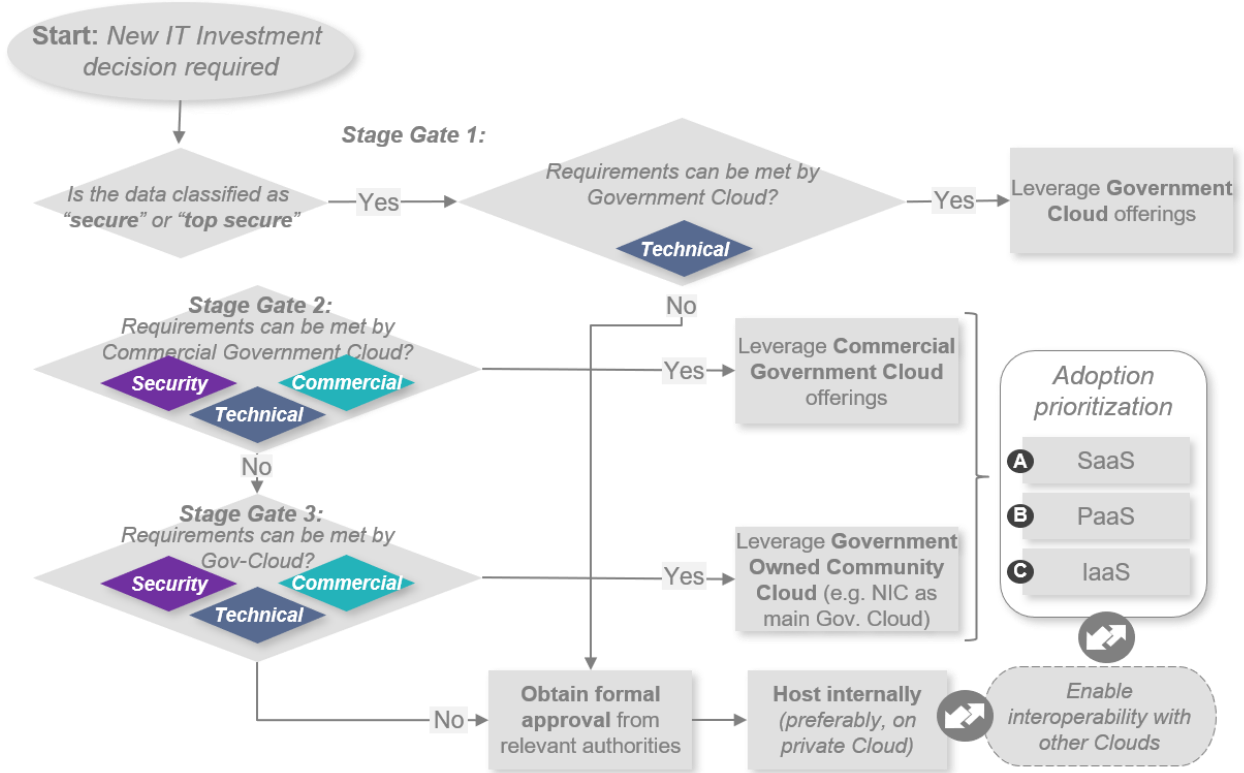 Start: New IT Investment
decision required
Stage Gate 1:
Is the data classified as
“secure” or “top secure”
Yes
Requirements can be met by
Government Cloud?
Technical
Yes
Leverage Government
Cloud offerings
No
Stage Gate 2:
Requirements can be met by
Commercial Government Cloud?
Security
Commercial
Technical
Yes
Leverage Commercial
Government Cloud
offerings
No
Stage Gate 3:
Requirements can be met by
Gov-Cloud?
Security
Commercial
Technical
Yes
Leverage Government
Owned Community
Cloud (e.g. NIC as
main Gov. Cloud)
Adoption
prioritization
A SaaS
B PaaS
C IaaS
No
Obtain formal
approval from
relevant authorities
Host internally
(preferably, on
private Cloud)
Enable
interoperability with
other Clouds